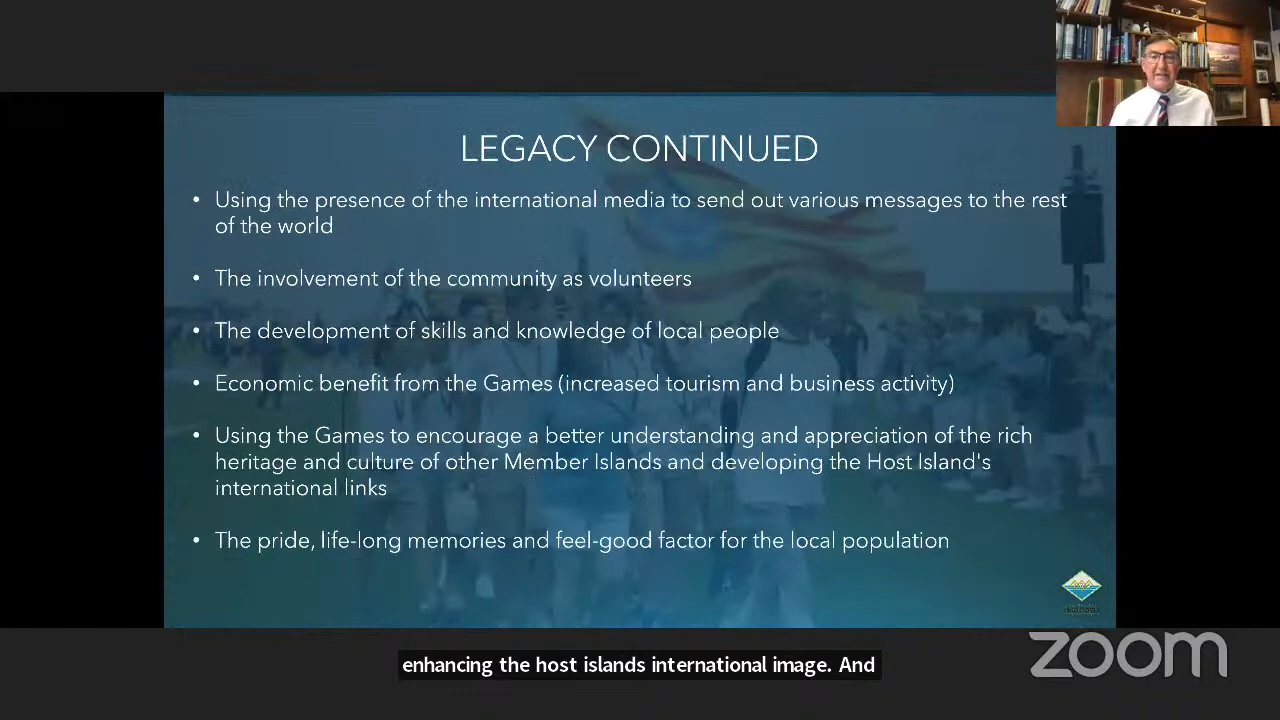 LEGACY CONTINUED
• Using the presence of the international media to send out various messages to the rest
of the world
• The involvement of the community as volunteers
• The development of skills and knowledge of local people
• Economic benefit from the Games (increased tourism and business activity)
• Using the Games to encourage a better understanding and appreciation of the rich
heritage and culture of other Member Islands and developing the Host Island's
international links
• The pride, life-long memories and feel-good factor for the local population
enhancing the host islands international image. And
zoom